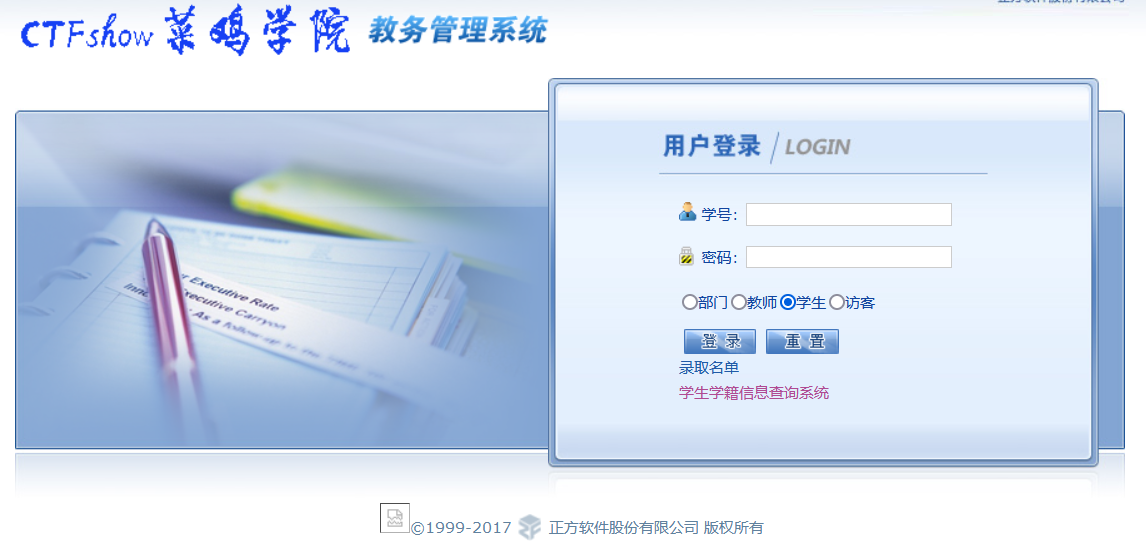 CTFshow 菜鸡学院 教务管理系统
用户登录 / LOGIN
学号：
密码：
部门 教师 学生 访客
登 录 重 置
录取名单
学生学籍信息查询系统
Executive Rate
Executive Carryon
As a follow-up to the
©1999-2017 正方软件股份有限公司 版权所有